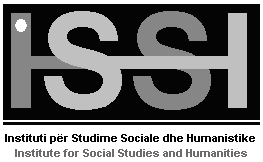 ISSH
Instituti për Studime Sociale dhe Humanistike
Institute for Social Studies and Humanities